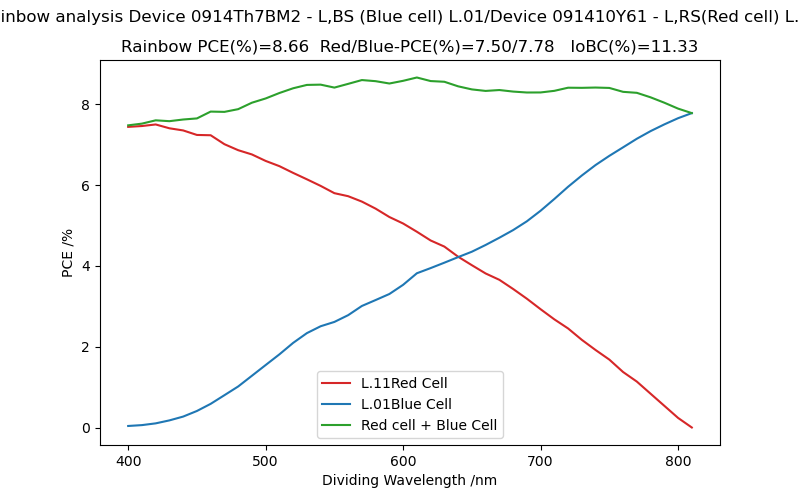 inbow analysis Device 0914Th7BM2 - L,BS (Blue cell) L.01/Device 091410Y61 - L,RS(Red cell) L.
Rainbow PCE(%)=8.66 Red/Blue-PCE(%)=7.50/7.78 IoBC(%)=11.33
8
6
4
2
0
PCE /%
L.11Red Cell
L.01Blue Cell
Red cell + Blue Cell
400 500 600 700 800
Dividing Wavelength /nm